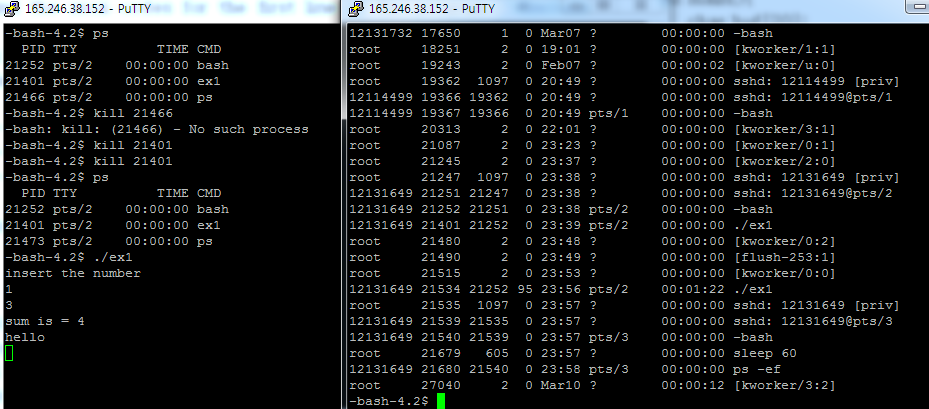 165.246.38.152 - PuTTY
-bash-4.2$ ps
PID TTY TIME CMD
21252 pts/2 00:00:00 bash
21401 pts/2 00:00:00 ex1
21466 pts/2 00:00:00 ps
-bash-4.2$ kill 21466
-bash: kill: (21466) - No such process
-bash-4.2$ kill 21401
-bash-4.2$ kill 21401
-bash-4.2$ ps
PID TTY TIME CMD
21252 pts/2 00:00:00 bash
21401 pts/2 00:00:00 ex1
21473 pts/2 00:00:00 ps
-bash-4.2$ ./ex1
insert the number
1
3
sum is = 4
hello
165.246.38.152 - PuTTY
12131732 17650 1 0 Mar07 ? 00:00:00 -bash
root 18251 2 0 19:01 ? 00:00:00 [kworker/1:1]
root 19243 2 0 Feb07 ? 00:00:02 [kworker/u:0]
root 19362 1097 0 20:49 ? 00:00:00 sshd: 12114499 [priv]
12114499 19366 19362 0 20:49 ? 00:00:00 sshd: 12114499@pts/1
12114499 19367 19366 0 20:49 pts/1 00:00:00 -bash
root 20313 2 0 22:01 ? 00:00:00 [kworker/3:1]
root 21087 2 0 23:23 ? 00:00:00 [kworker/0:1]
root 21245 2 0 23:37 ? 00:00:00 [kworker/2:0]
root 21247 1097 0 23:38 ? 00:00:00 sshd: 12131649 [priv]
12131649 21251 21247 0 23:38 ? 00:00:00 sshd: 12131649@pts/2
12131649 21252 21251 0 23:38 pts/2 00:00:00 -bash
12131649 21401 21252 0 23:39 pts/2 00:00:00 ./ex1
root 21480 2 0 23:48 ? 00:00:00 [kworker/0:2]
root 21490 2 0 23:49 ? 00:00:00 [flush-253:1]
root 21515 2 0 23:53 ? 00:00:00 [kworker/0:0]
12131649 21534 21252 95 23:56 pts/2 00:01:22 ./ex1
root 21535 1097 0 23:57 ? 00:00:00 sshd: 12131649 [priv]
12131649 21539 21535 0 23:57 ? 00:00:00 sshd: 12131649@pts/3
12131649 21540 21539 0 23:57 pts/3 00:00:00 -bash
root 21679 605 0 23:57 ? 00:00:00 sleep 60
12131649 21680 21540 0 23:58 pts/3 00:00:00 ps -ef
root 27040 2 0 Mar10 ? 00:00:12 [kworker/3:2]
-bash-4.2$